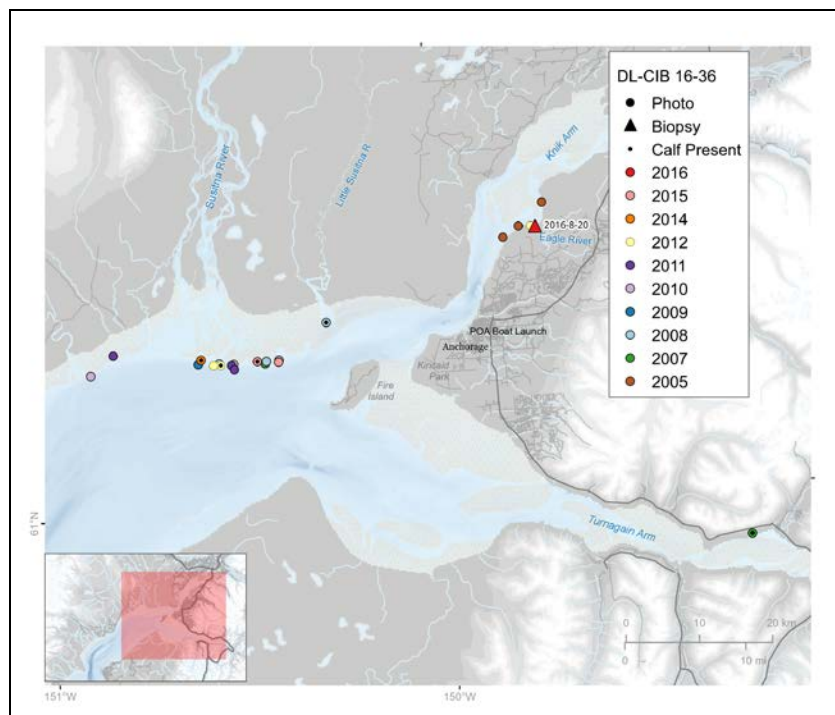 DL-CIB 16-36
Photo
Biopsy
Calf Present
2016
2015
2014
2012
2011
2010
2009
2008
2007
2005
Knik Arm
Susitna River
Little Susitna R
2016-8-20
Eagle River
POA Boat Launch
Anchorage
Kincaid
Park
Fire
Island
61°N
Turnagain Arm
0 20 km
0 10 mi
151°W 150°W